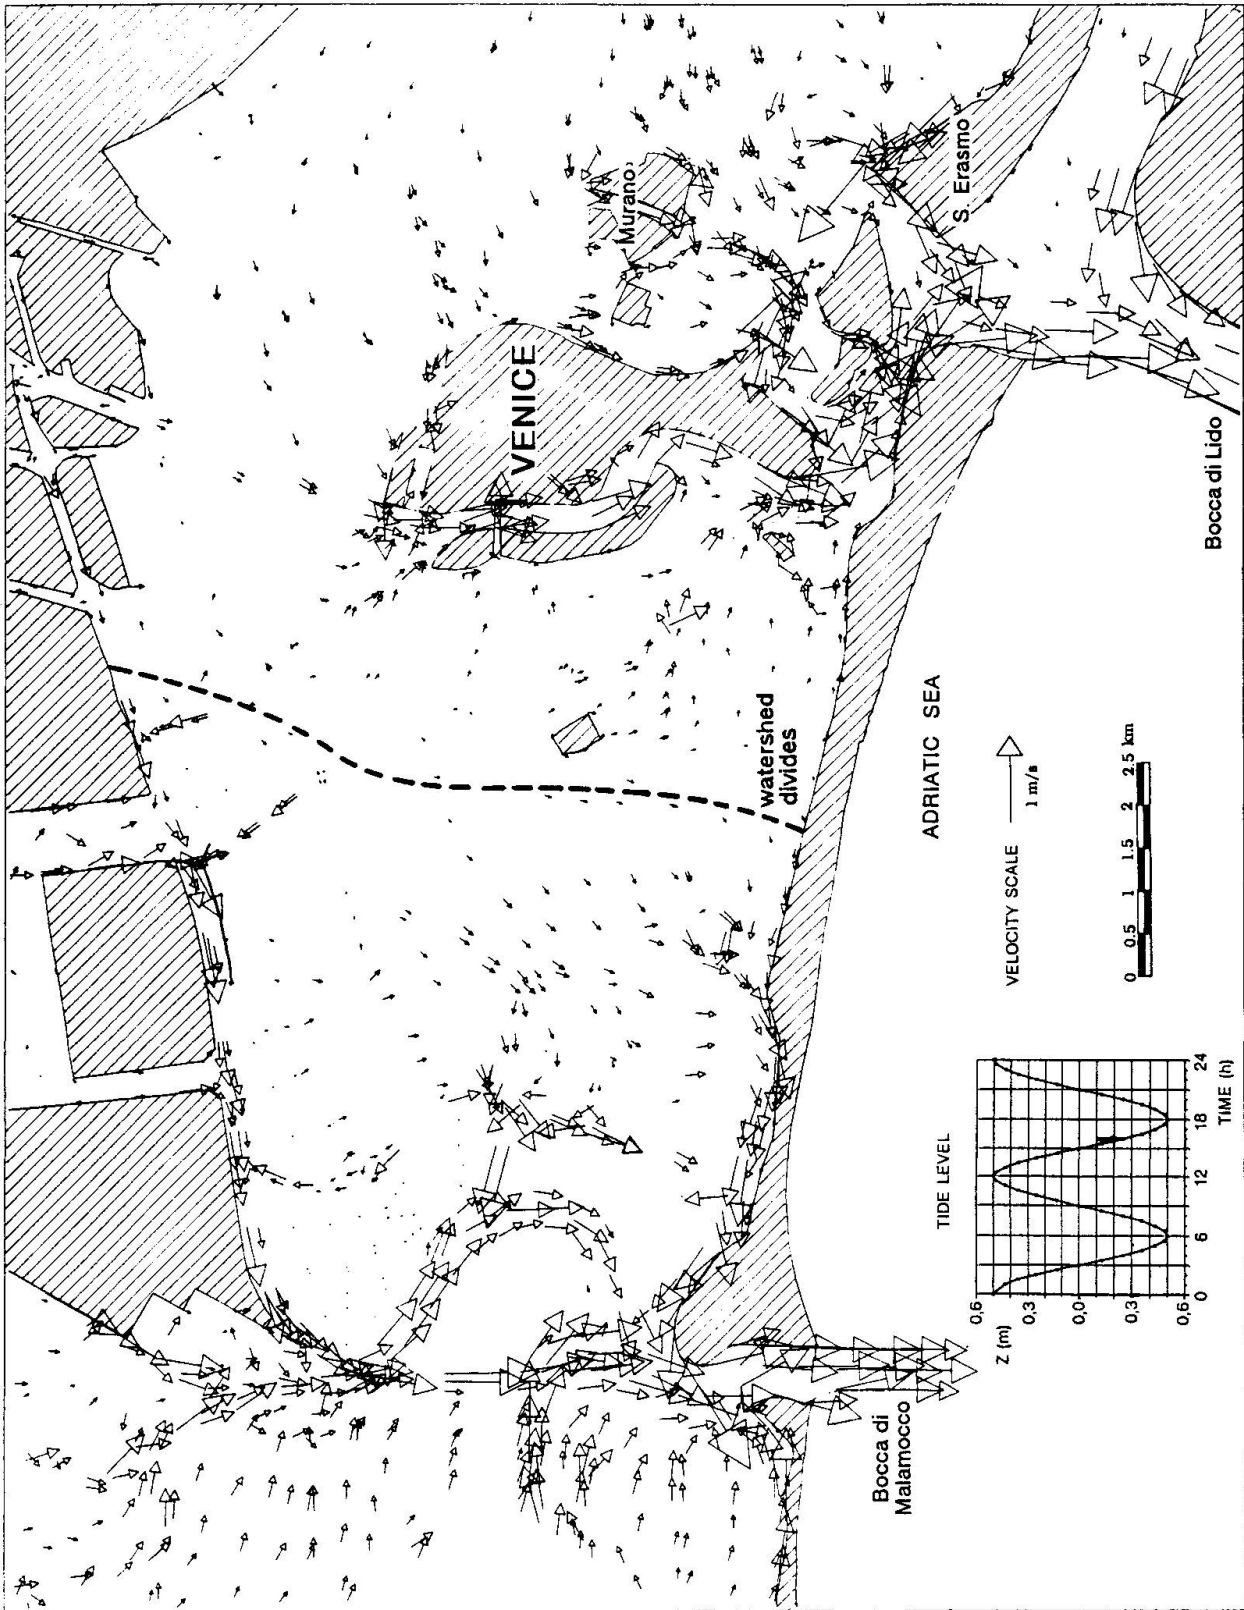 Murano
VENICE
S. Erasmo
Bocca di Lido
watershed
divides
ADRIATIC SEA
VELOCITY SCALE
1 m/s
0 0.5 1 1.5 2 2.5 km
Bocca di
Malamocco
TIDE LEVEL
Z (m)
0,6
0,3
0,0
0,3
0,6
0 6 12 18 24
TIME (h)